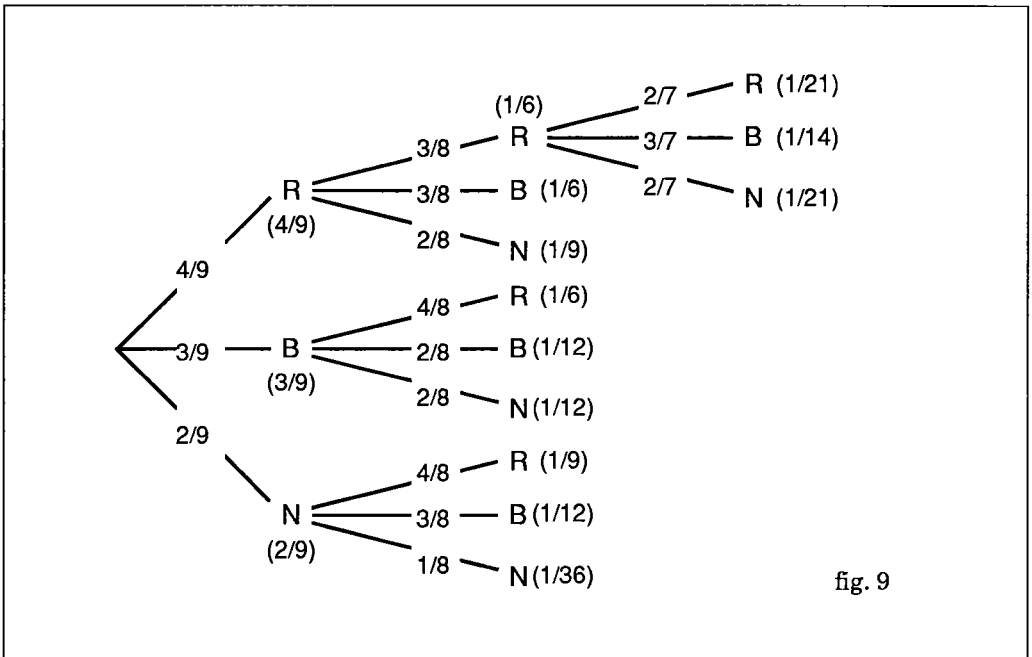 2/7 R (1/21)
(1/6)
R 3/7 B (1/14)
3/8
2/7 N (1/21)
R 3/8 B (1/6)
(4/9)
2/8 N (1/9)
4/9
4/8 R (1/6)
3/9 B 2/8 B (1/12)
(3/9)
2/8 N (1/12)
2/9
4/8 R (1/9)
N 3/8 B (1/12)
(2/9)
1/8 N (1/36)
fig. 9